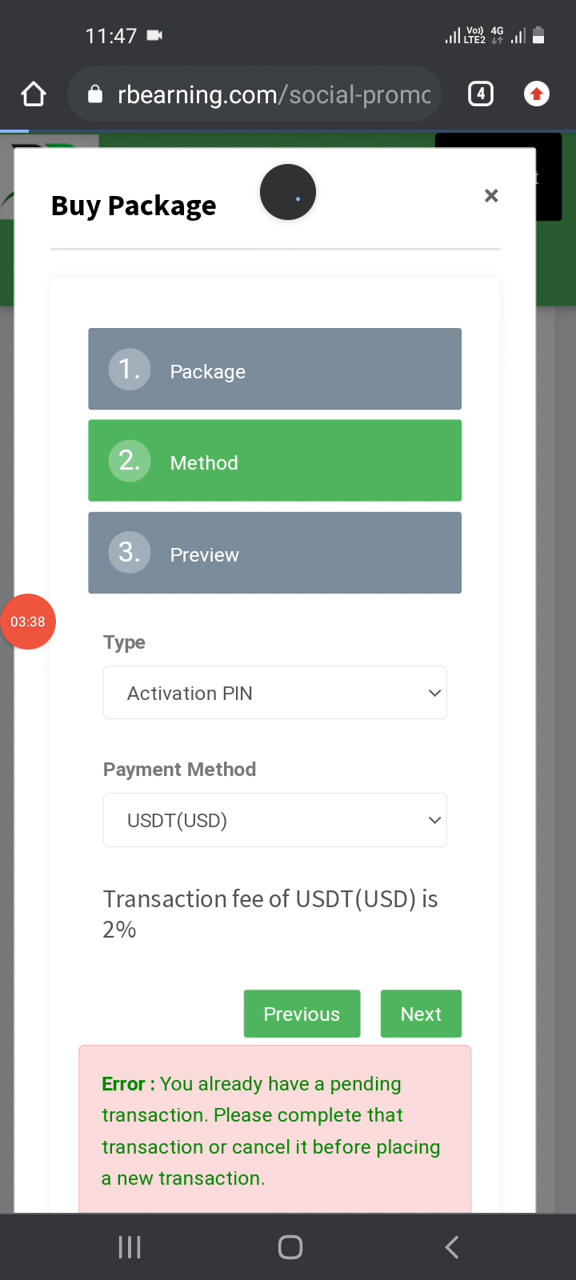 11:47
Vo)) 4G
LTE2
rbearning.com/social-promo
4
Buy Package
×
1. Package
2. Method
3. Preview
03:38
Type
Activation PIN
Payment Method
USDT(USD)
Transaction fee of USDT(USD) is
2%
Previous Next
Error : You already have a pending
transaction. Please complete that
transaction or cancel it before placing
a new transaction.